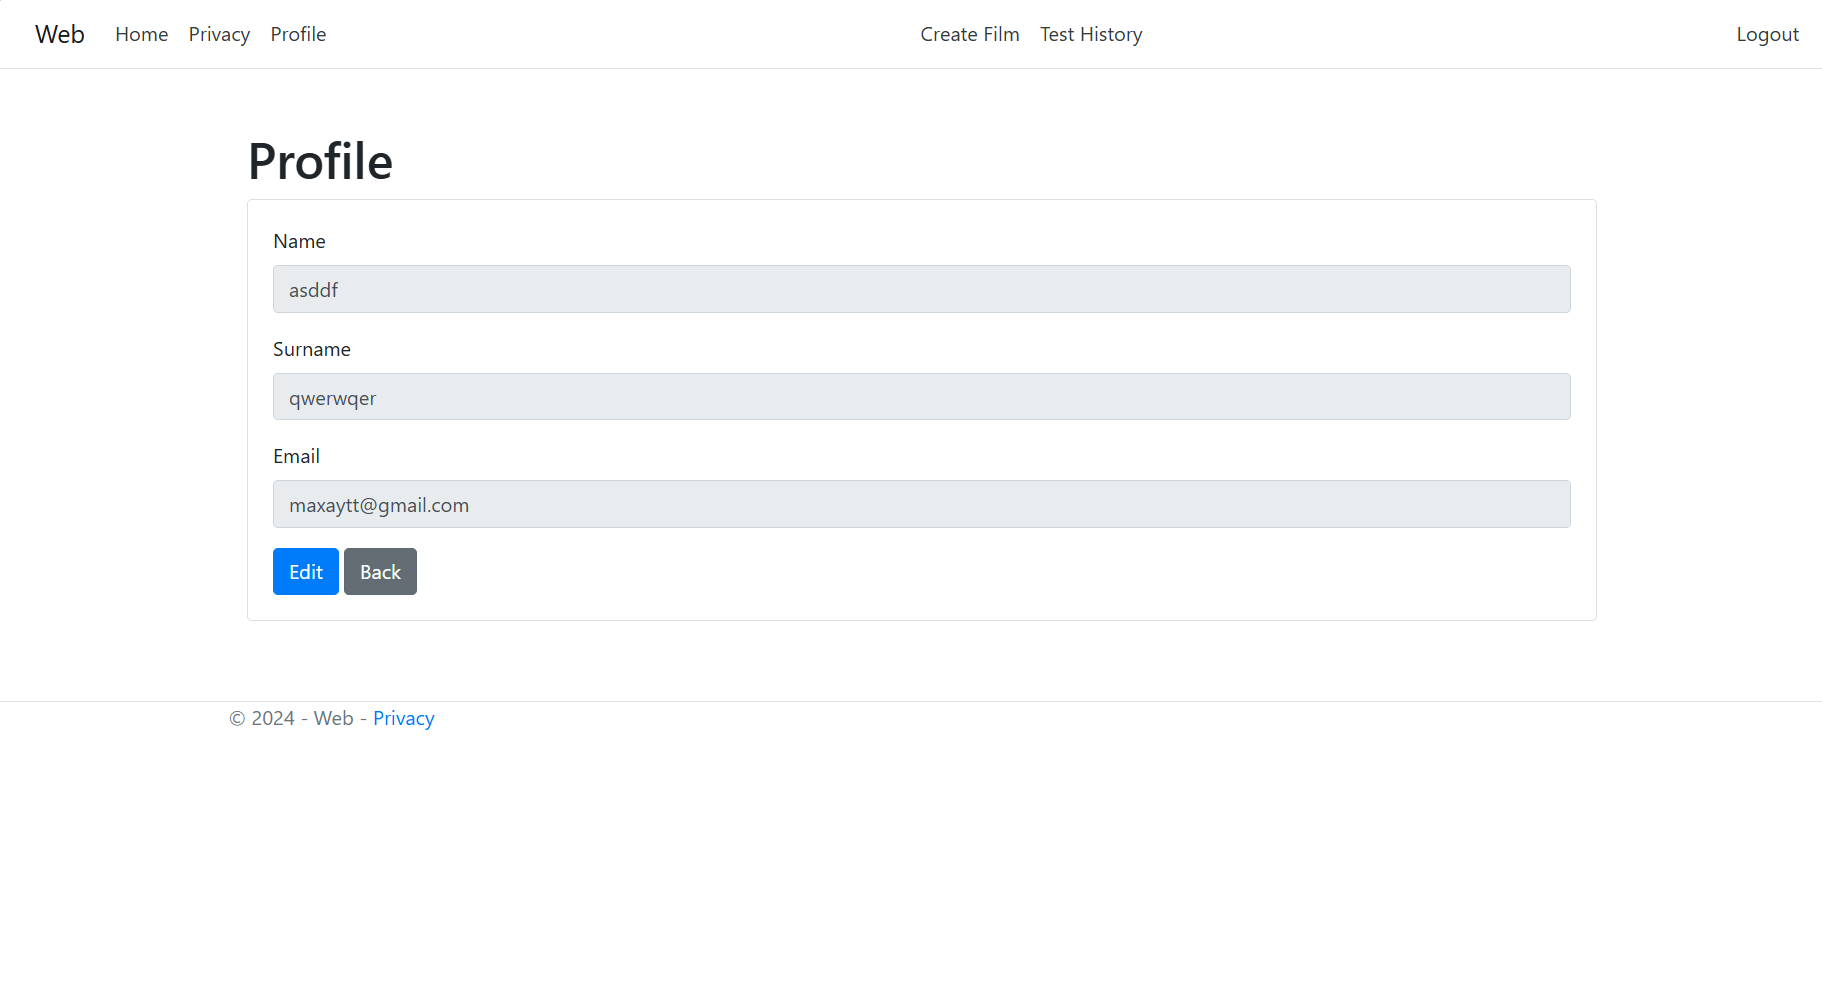 Web Home Privacy Profile Create Film Test History Logout
Profile
Name
asddf
Surname
qwerwqer
Email
maxaytt@gmail.com
Edit Back
© 2024 - Web - Privacy